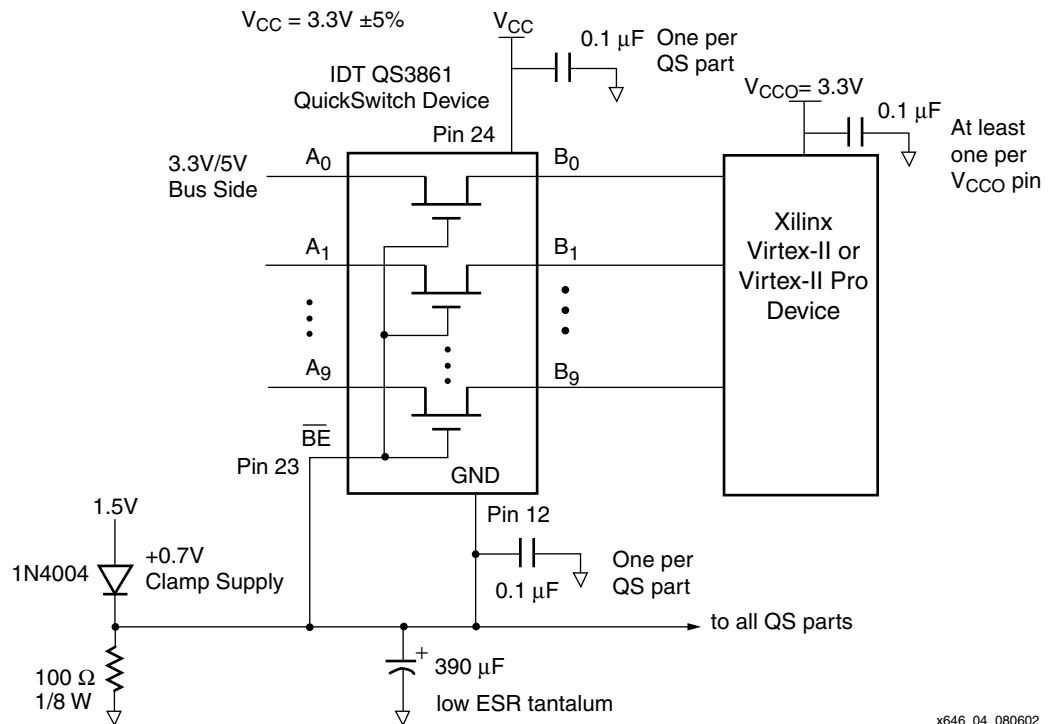 V_CC = 3.3V ±5%
V_CC
0.1 µF
One per
QS part
IDT QS3861
QuickSwitch Device
V_CCO= 3.3V
0.1 µF
At least
one per
V_CCO pin
Pin 24
3.3V/5V
Bus Side
A0
B0
A1
B1
A9
B9
Xilinx
Virtex-II or
Virtex-II Pro
Device
B̅E̅
Pin 23
GND
Pin 12
1.5V
1N4004
+0.7V
Clamp Supply
0.1 µF
One per
QS part
to all QS parts
100 Ω
1/8 W
+
390 µF
low ESR tantalum
x646_04_080602